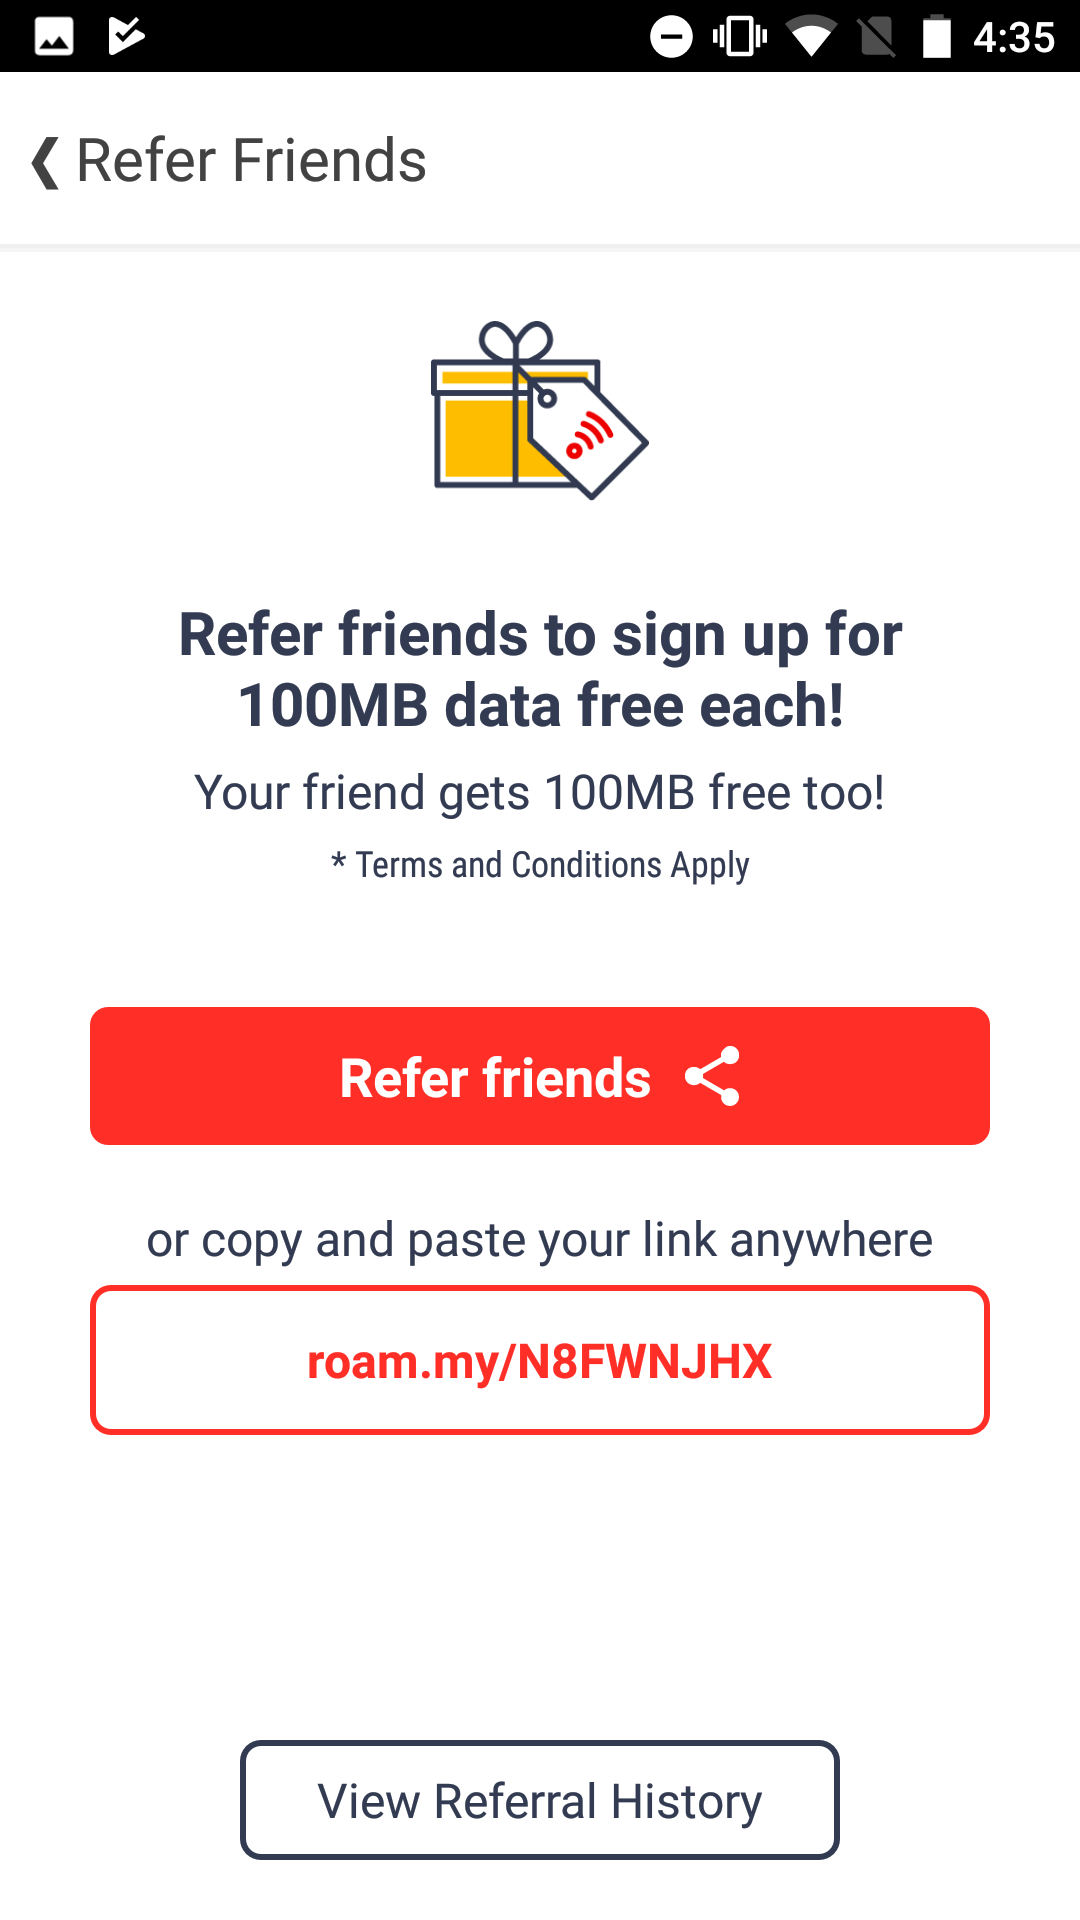 4:35
❮ Refer Friends
Refer friends to sign up for
100MB data free each!
Your friend gets 100MB free too!
* Terms and Conditions Apply
Refer friends
or copy and paste your link anywhere
roam.my/N8FWNJHX
View Referral History